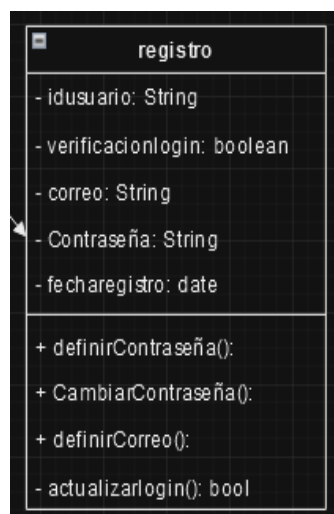 registro
- idusuario: String
- verificacionlogin: boolean
- correo: String
- Contraseña: String
- fecharegistro: date
+ definirContraseña():
+ CambiarContraseña():
+ definirCorreo():
- actualizarlogin(): bool